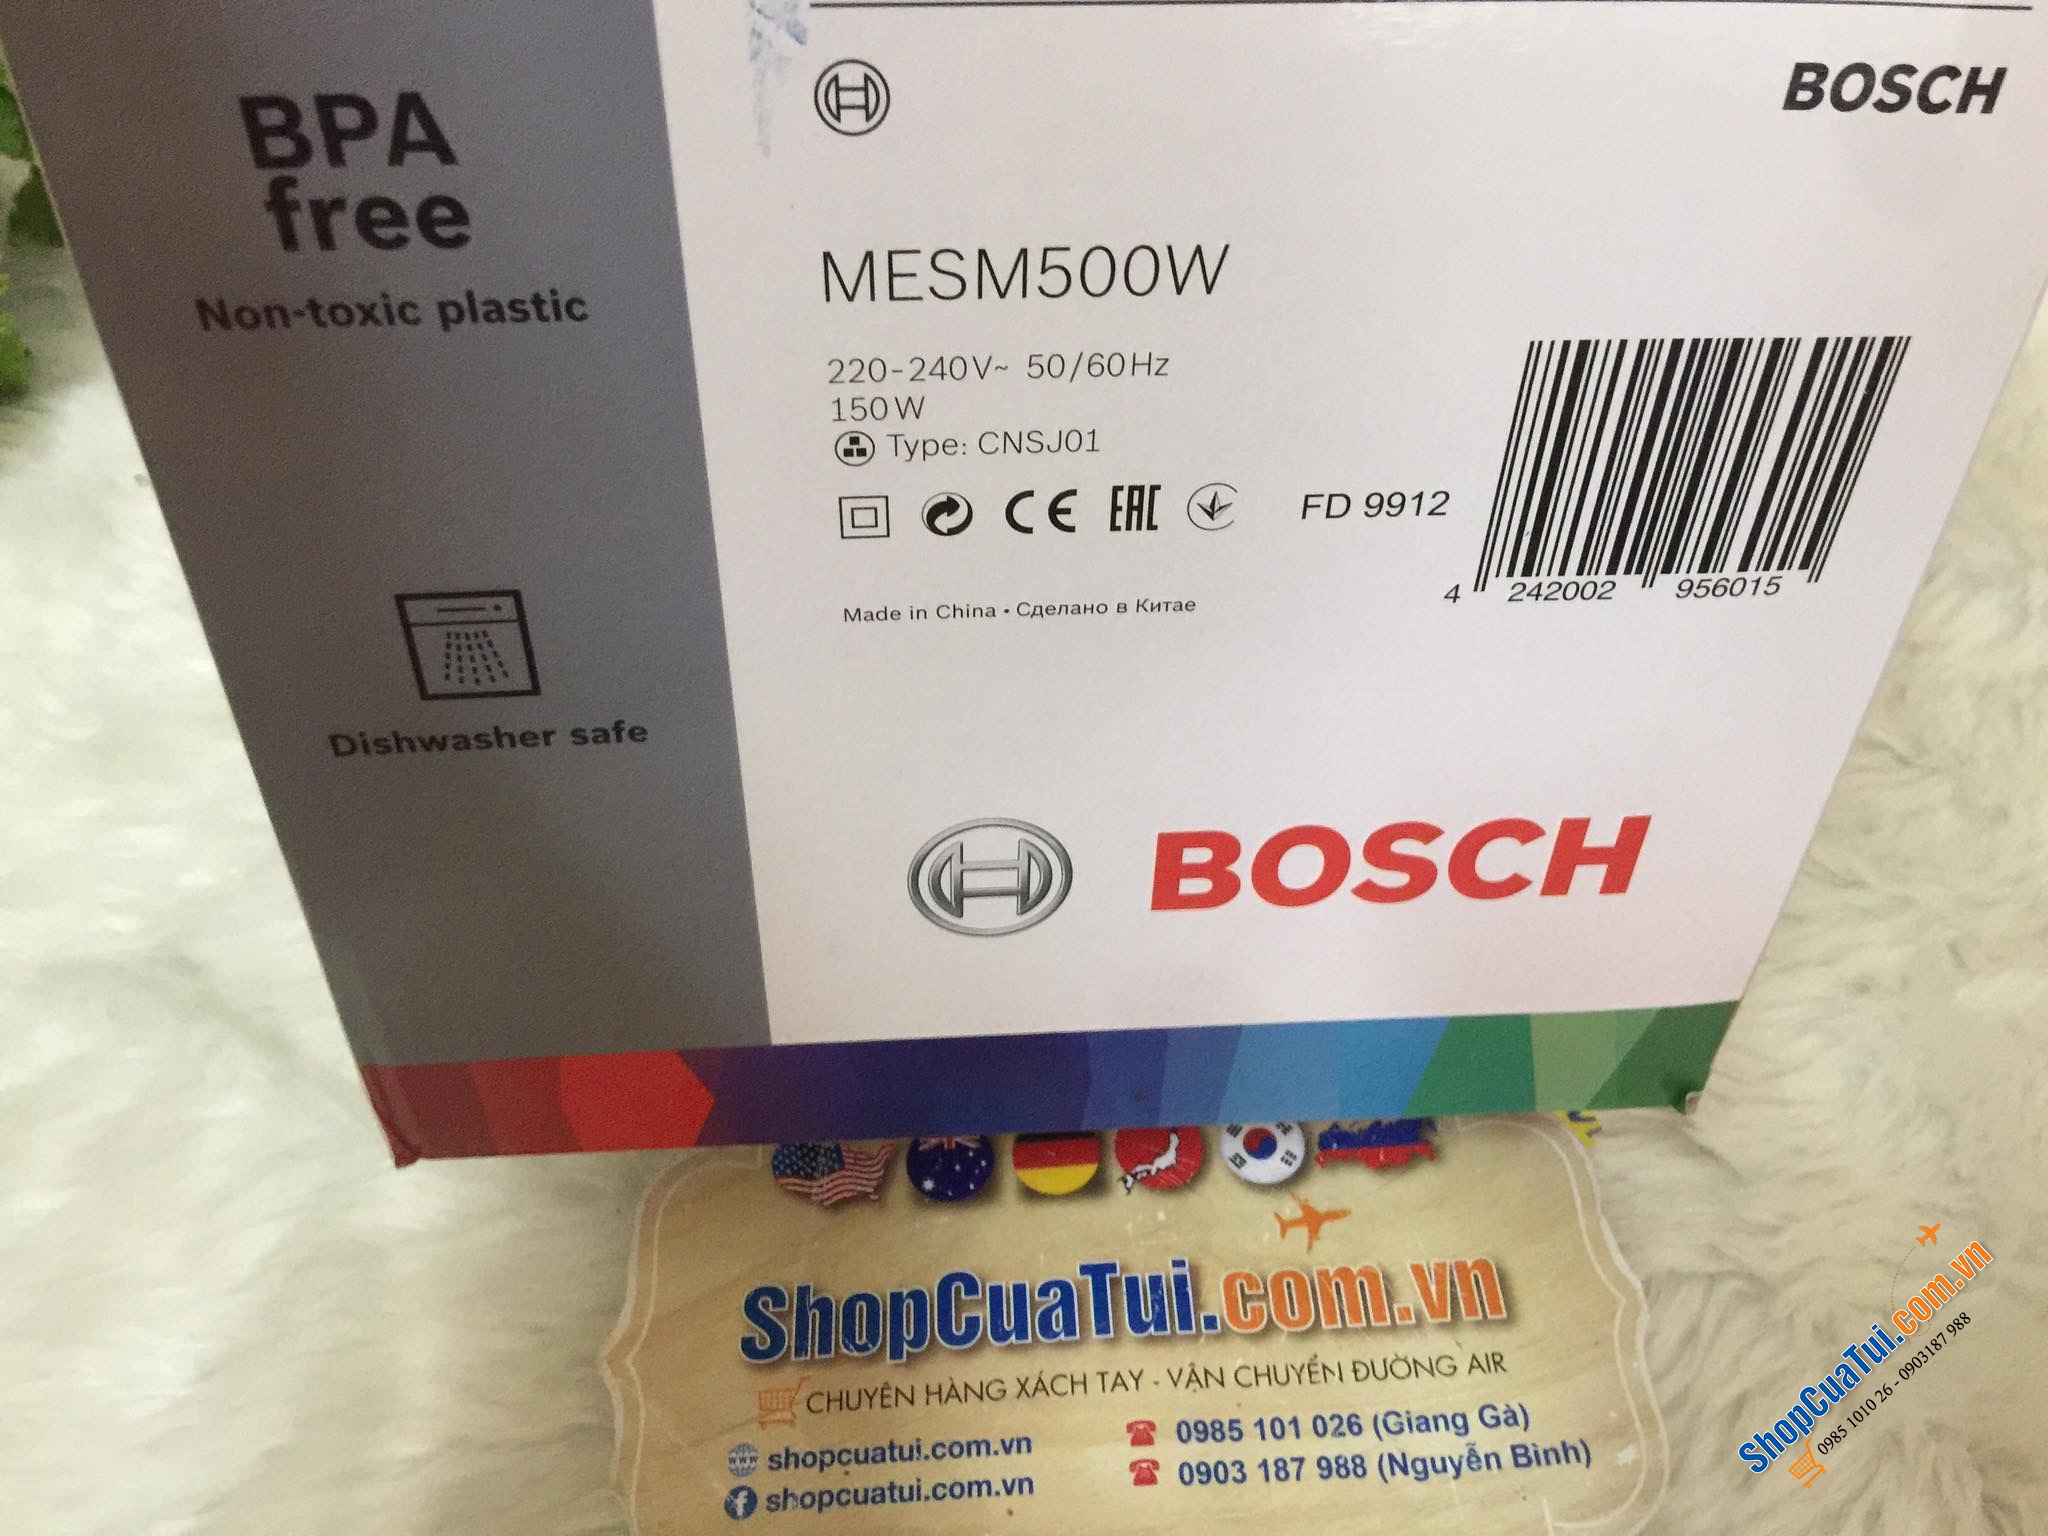 BPA
free
Non-toxic plastic
Dishwasher safe
BOSCH
MESM500W
220-240V~ 50/60Hz
150W
Type: CNSJ01
CE EAC FD 9912
4 242002 956015
Made in China • Сделано в Китае
BOSCH
ShopCuaTui.com.vn
CHUYÊN HÀNG XÁCH TAY - VẬN CHUYỂN ĐƯỜNG AIR
www shopcuatui.com.vn
0985 101 026 (Giang Gà)
f shopcuatui.com.vn
0903 187 988 (Nguyễn Bình)
ShopCuaTui.com.vn
0985 1010 26 - 0903187 988